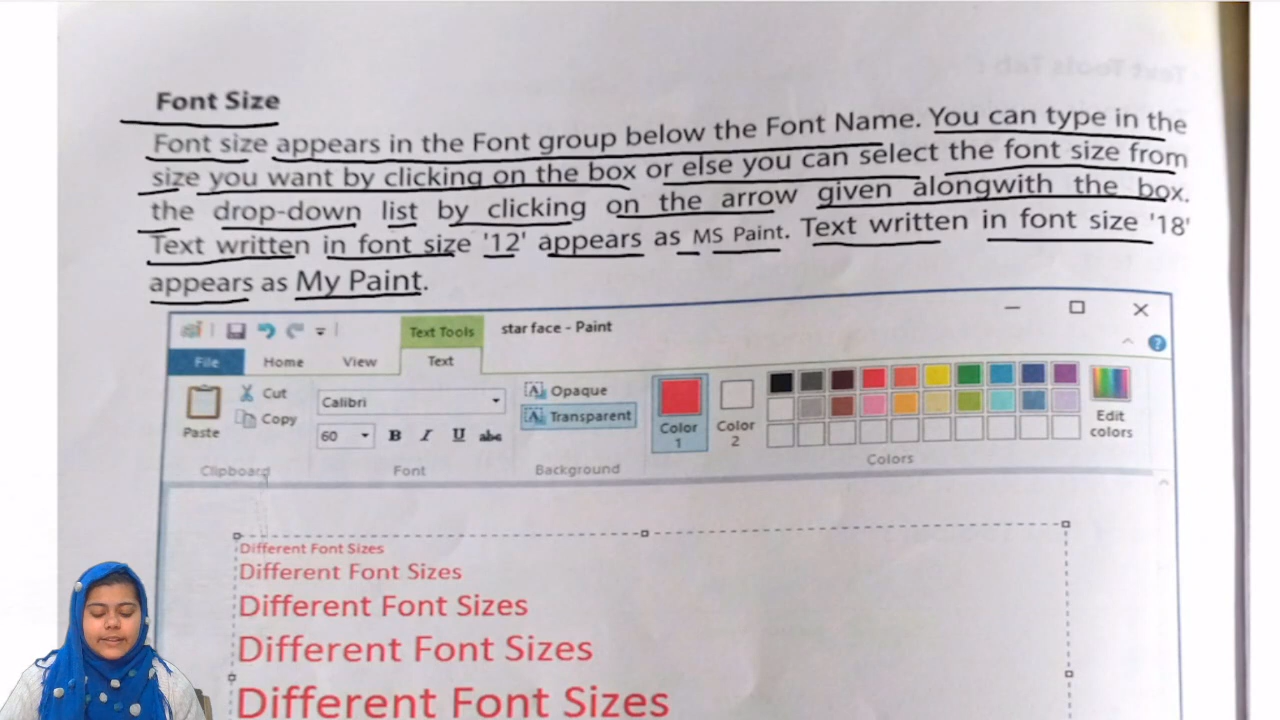 Font Size
Font size appears in the Font group below the Font Name. You can type in the
size you want by clicking on the box or else you can select the font size from
the drop-down list by clicking on the arrow given alongwith the box.
Text written in font size '12' appears as MS Paint. Text written in font size '18'
appears as My Paint.
Text Tools star face - Paint
File Home View Text
Paste
Cut
Copy
Clipboard
Calibri
60 B I U abc
Font
Opaque
Transparent
Background
Color
1
Color
2
Edit
colors
Colors
Different Font Sizes
Different Font Sizes
Different Font Sizes
Different Font Sizes
Different Font Sizes